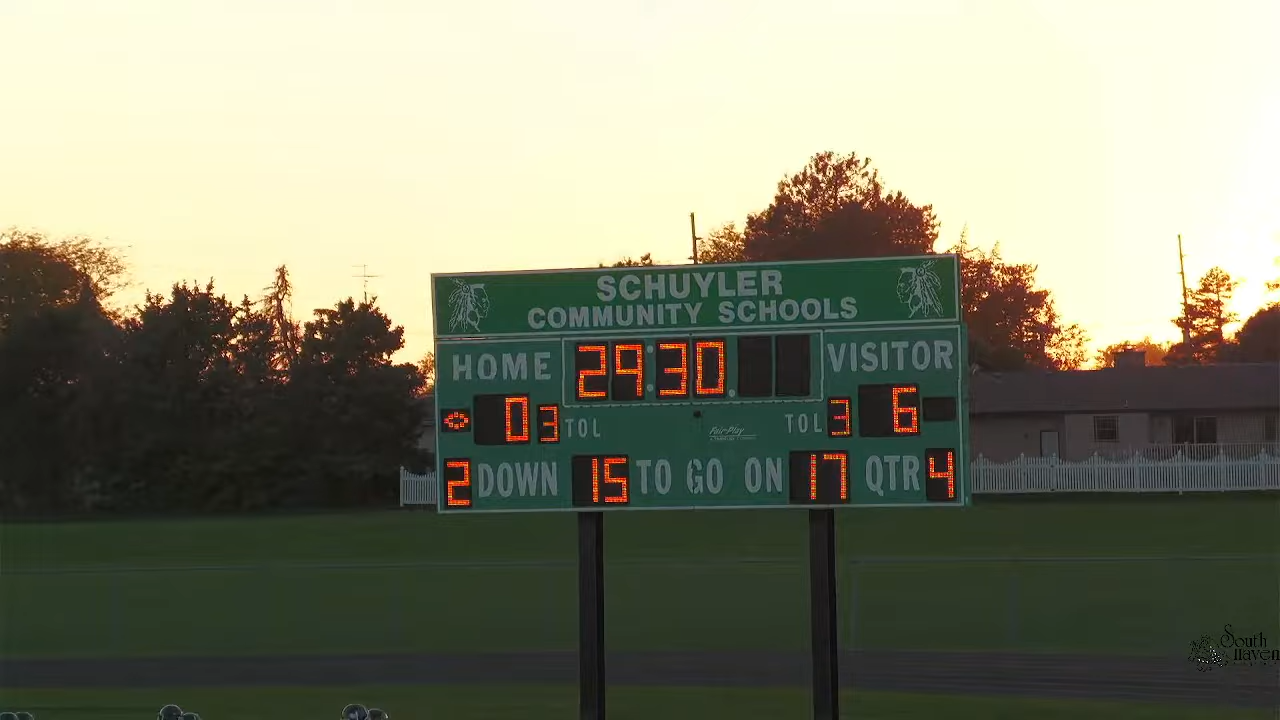 SCHUYLER
COMMUNITY SCHOOLS
HOME 29:30 VISITOR
0 3 TOL FairPlay TOL 3 6
2 DOWN 15 TO GO ON 17 QTR 4
South
Haven